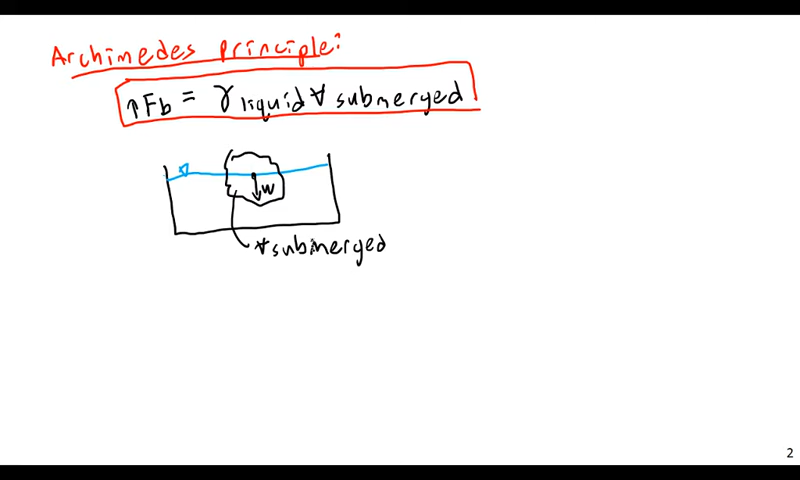 Archimedes principle:
↑Fb = γ liquid ∀ submerged
W
∀ submerged
2